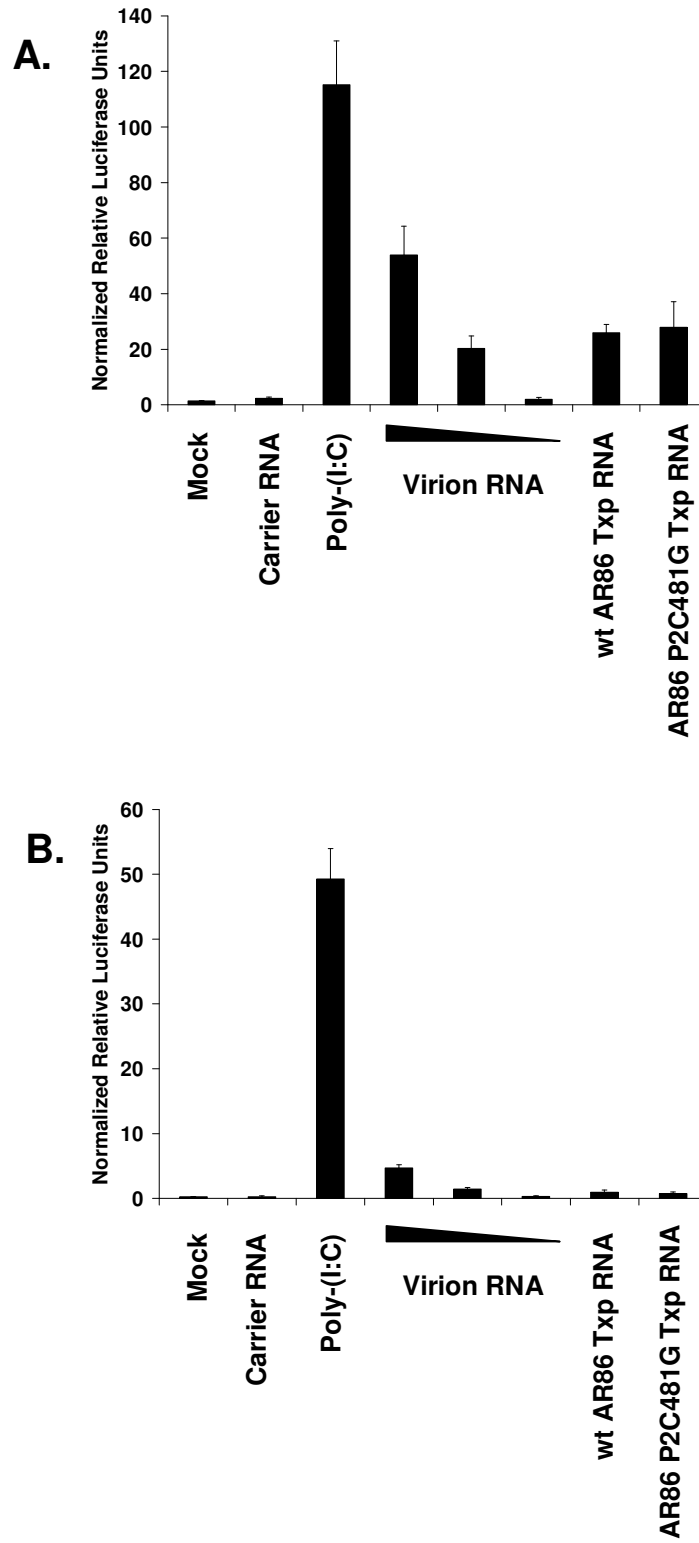 A.
Normalized Relative Luciferase Units
140
120
100
80
60
40
20
0
Mock
Carrier RNA
Poly-(I:C)
Virion RNA
wt AR86 Txp RNA
AR86 P2C481G Txp RNA
B.
Normalized Relative Luciferase Units
60
50
40
30
20
10
0
Mock
Carrier RNA
Poly-(I:C)
Virion RNA
wt AR86 Txp RNA
AR86 P2C481G Txp RNA